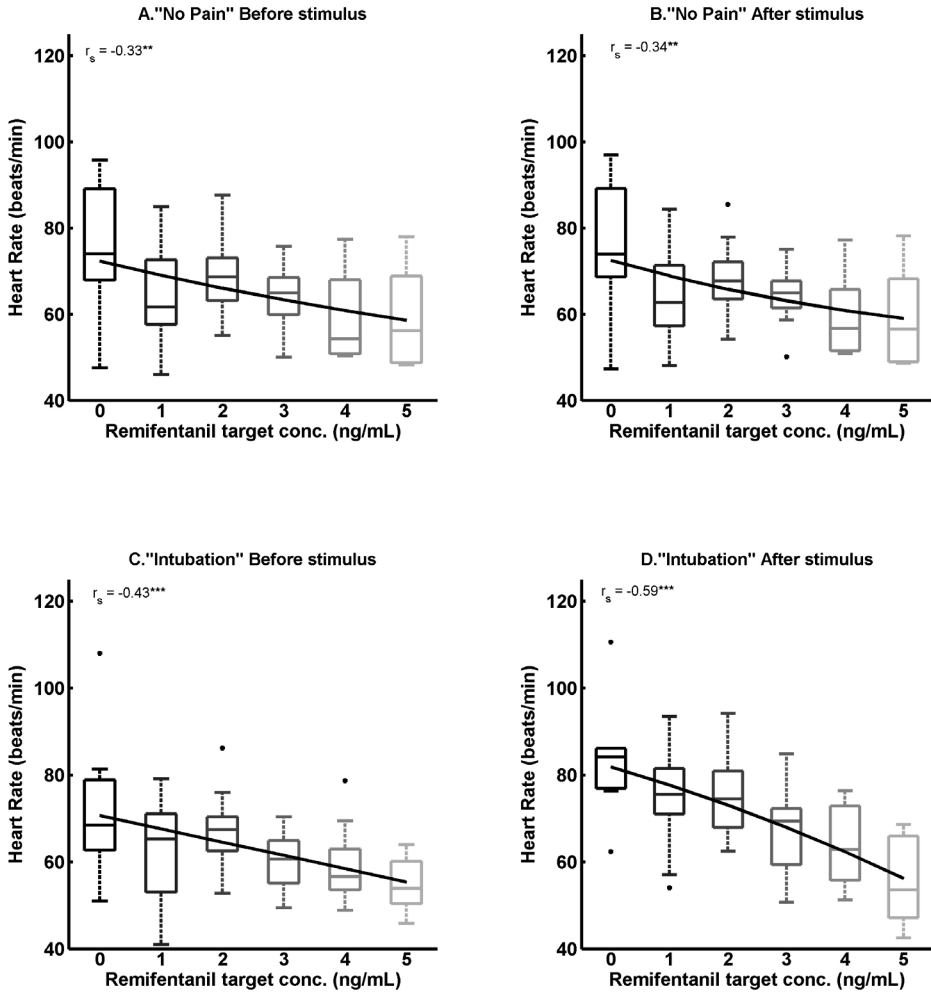 A."No Pain" Before stimulus
r_s = -0.33**
Heart Rate (beats/min)
120
100
80
60
40
0 1 2 3 4 5
Remifentanil target conc. (ng/mL)
B."No Pain" After stimulus
r_s = -0.34**
Heart Rate (beats/min)
120
100
80
60
40
0 1 2 3 4 5
Remifentanil target conc. (ng/mL)
C."Intubation" Before stimulus
r_s = -0.43***
Heart Rate (beats/min)
120
100
80
60
40
0 1 2 3 4 5
Remifentanil target conc. (ng/mL)
D."Intubation" After stimulus
r_s = -0.59***
Heart Rate (beats/min)
120
100
80
60
40
0 1 2 3 4 5
Remifentanil target conc. (ng/mL)